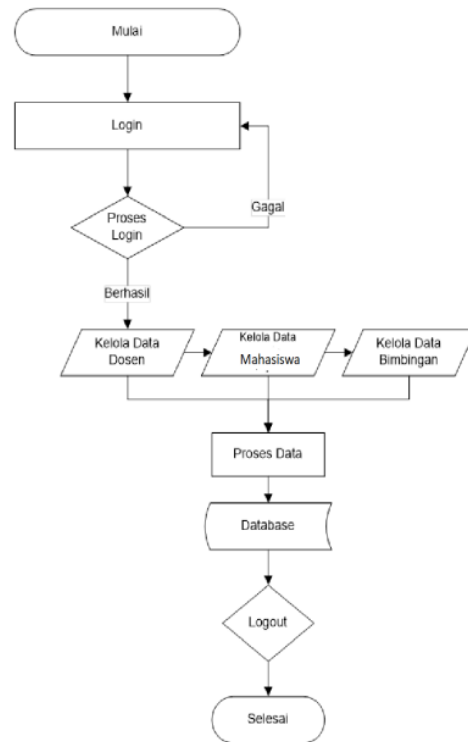 Mulai
Login
Proses
Login
Gagal
Berhasil
Kelola Data
Dosen
Kelola Data
Mahasiswa
Kelola Data
Bimbingan
Proses Data
Database
Logout
Selesai